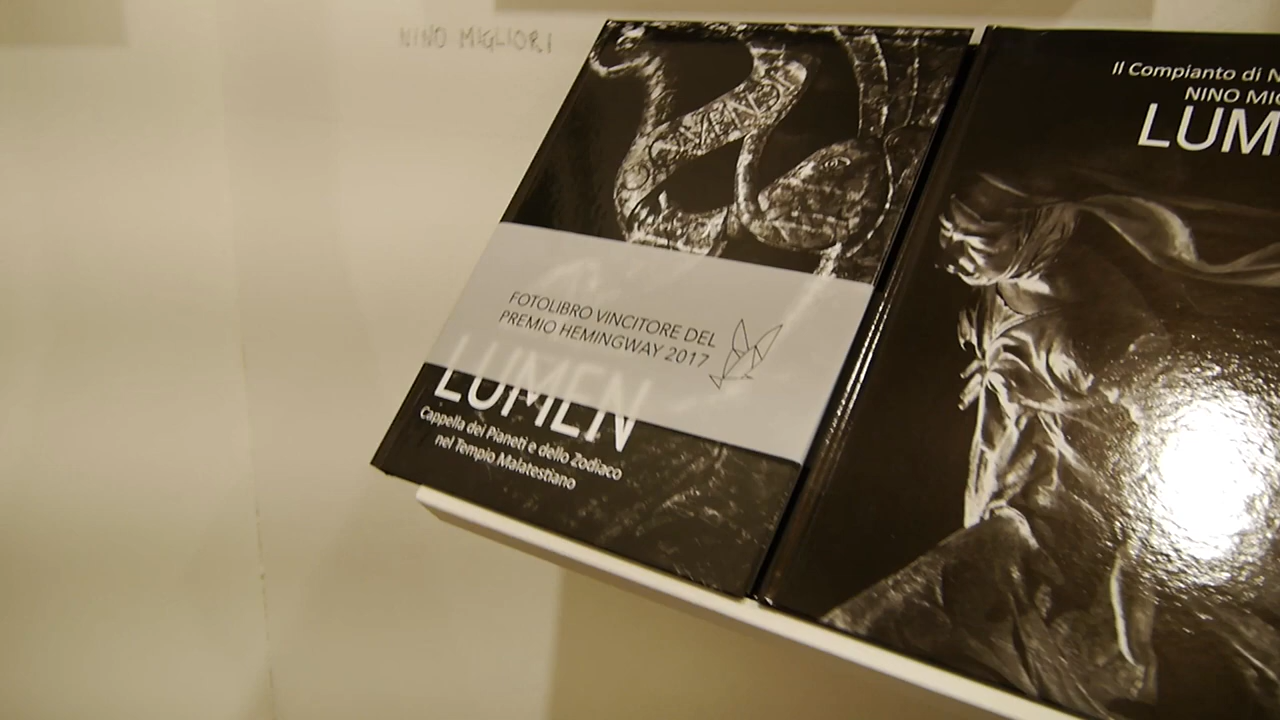 NINO MIGLIORI
FOTOLIBRO VINCITORE DEL
PREMIO HEMINGWAY 2017
LUMEN
Cappella dei Pianeti e dello Zodiaco
nel Tempio Malatestiano
Il Compianto di N
NINO MIG
LUM